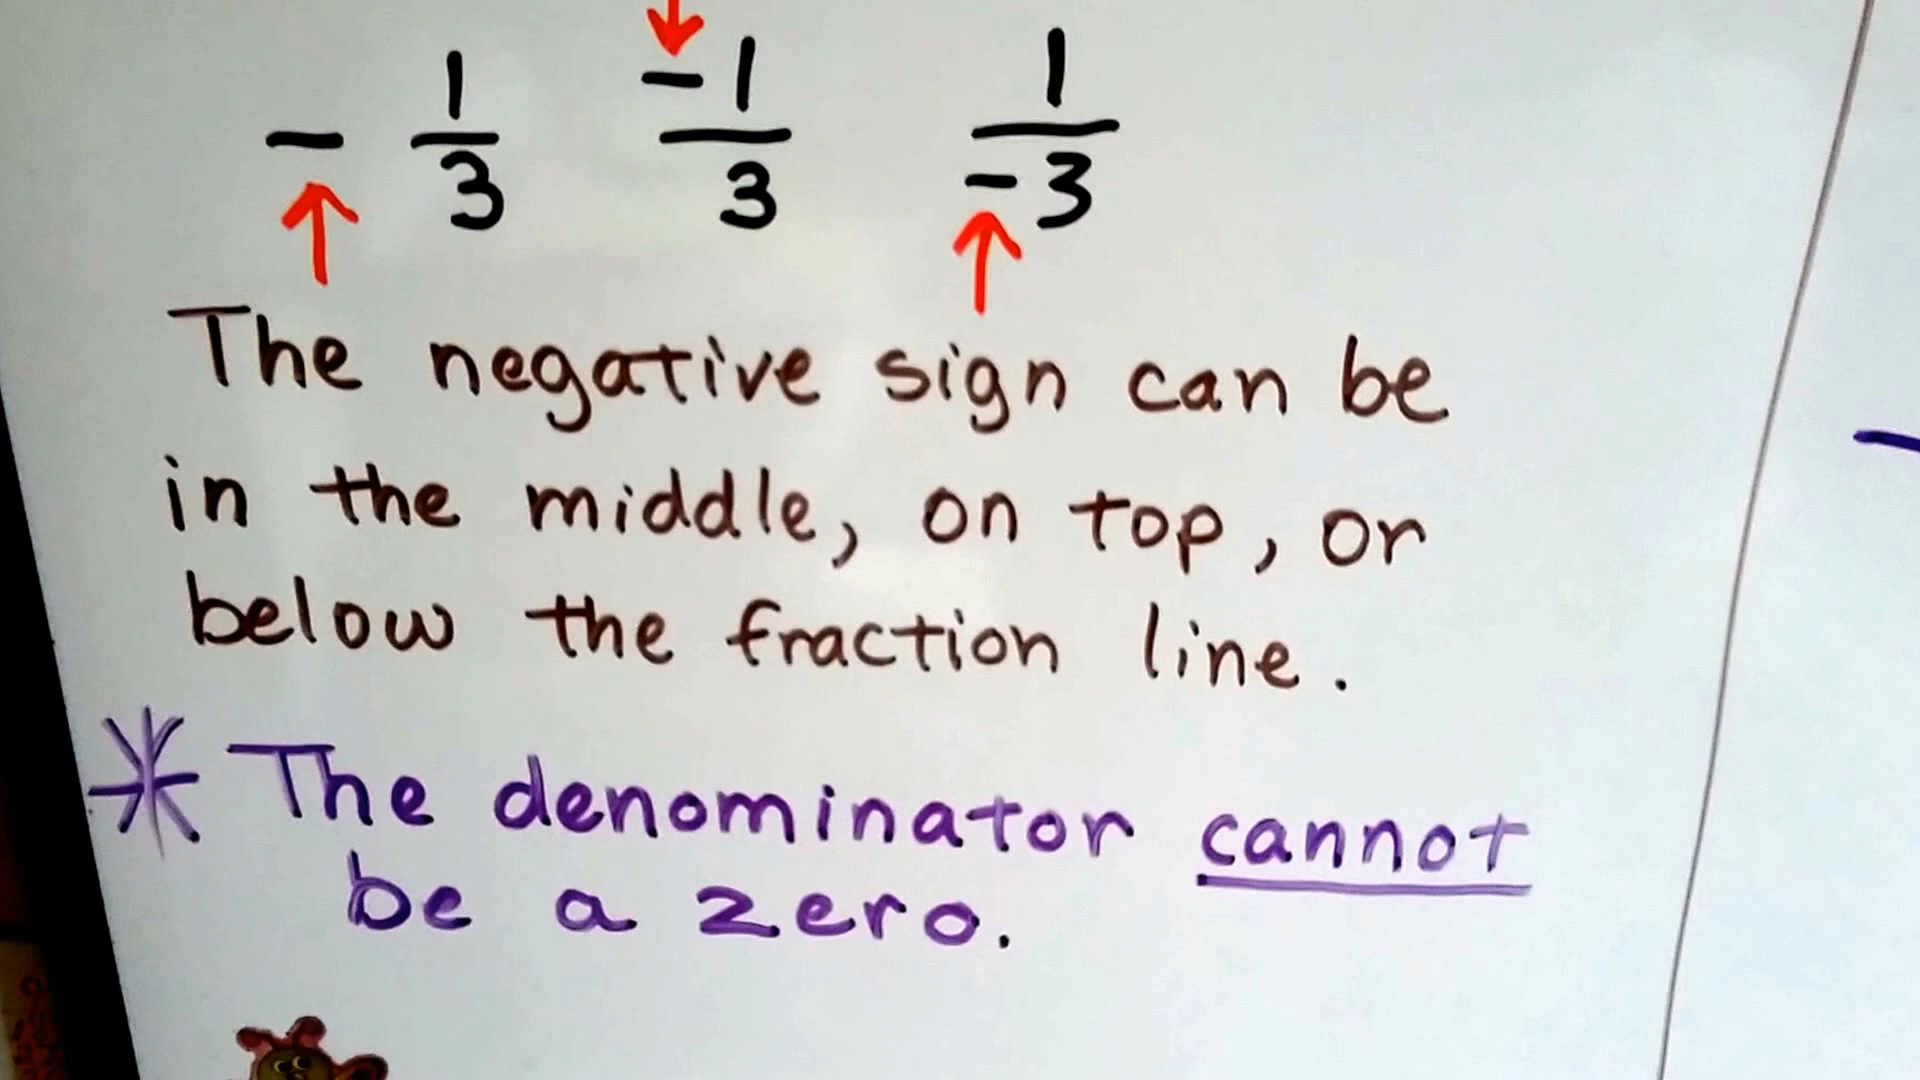 - 1/3 -1/3 1/-3
The negative sign can be
in the middle, on top, or
below the fraction line.
* The denominator cannot
be a zero.